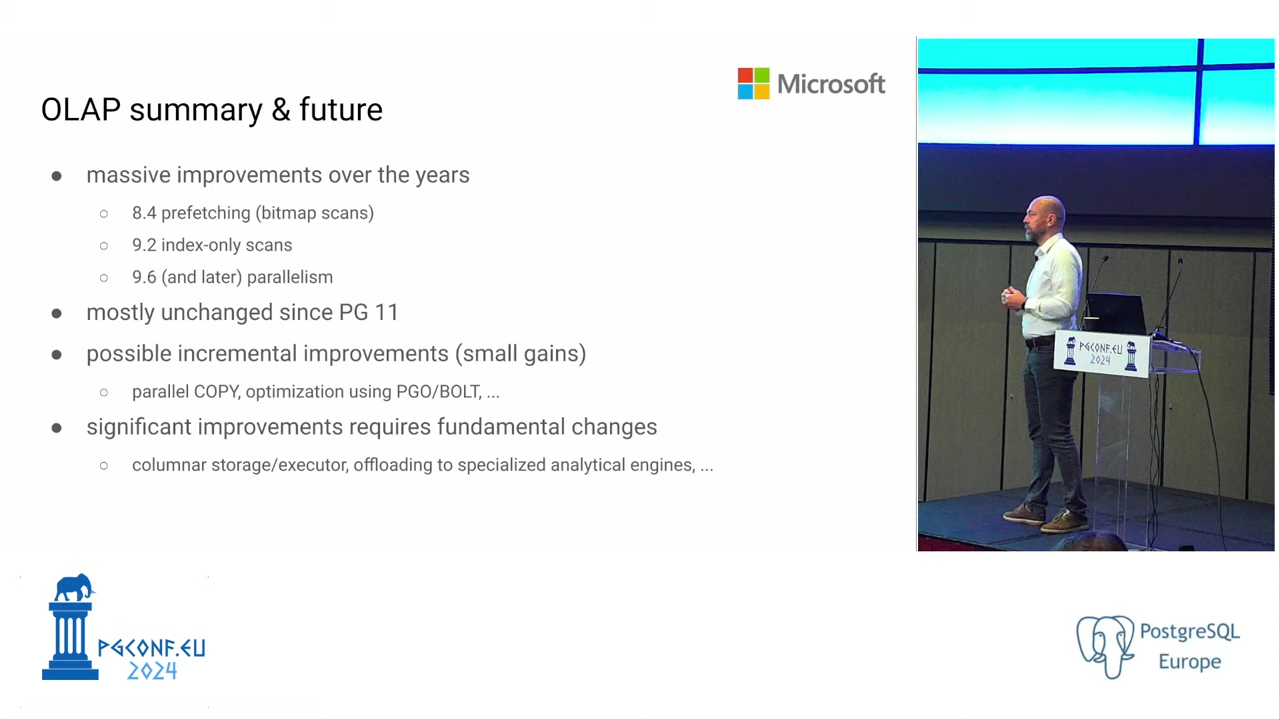 Microsoft
OLAP summary & future
massive improvements over the years
8.4 prefetching (bitmap scans)
9.2 index-only scans
9.6 (and later) parallelism
mostly unchanged since PG 11
possible incremental improvements (small gains)
parallel COPY, optimization using PGO/BOLT, ...
significant improvements requires fundamental changes
columnar storage/executor, offloading to specialized analytical engines, ...
PGCONF.EU
2024
PGCONF.EU
2024
PostgreSQL
Europe